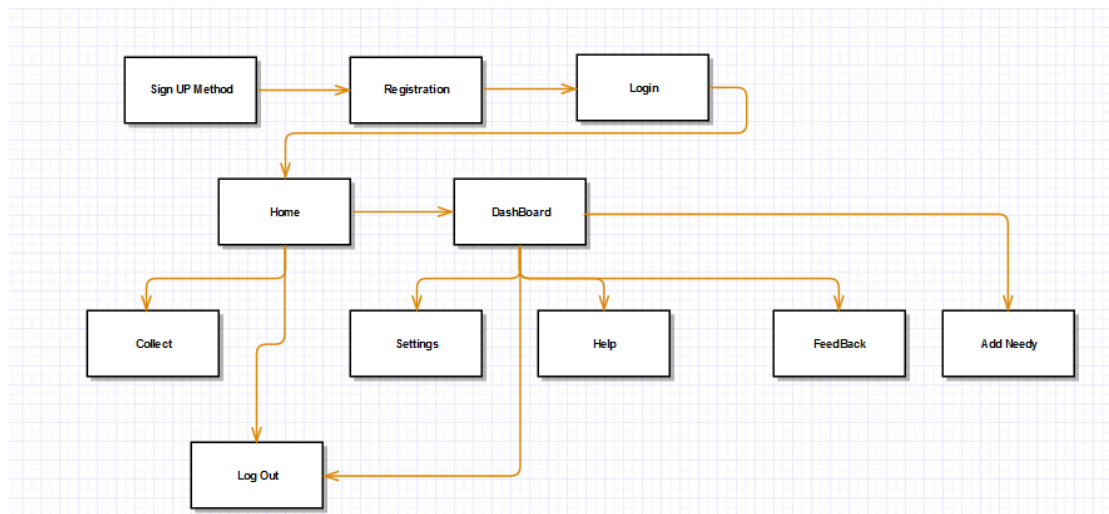 Sign UP Method
Registration
Login
Home
DashBoard
Collect
Settings
Help
FeedBack
Add Needy
Log Out